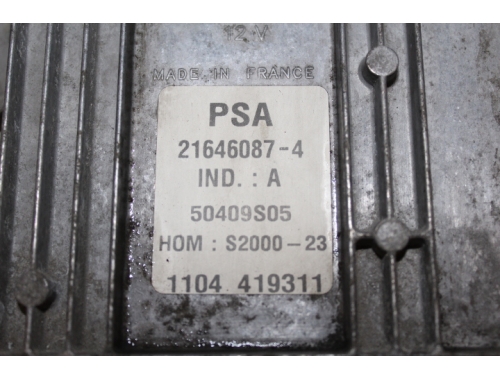 12 V
MADE IN FRANCE
PSA
21646087-4
IND. : A
50409S05
HOM : S2000-23
1104 419311